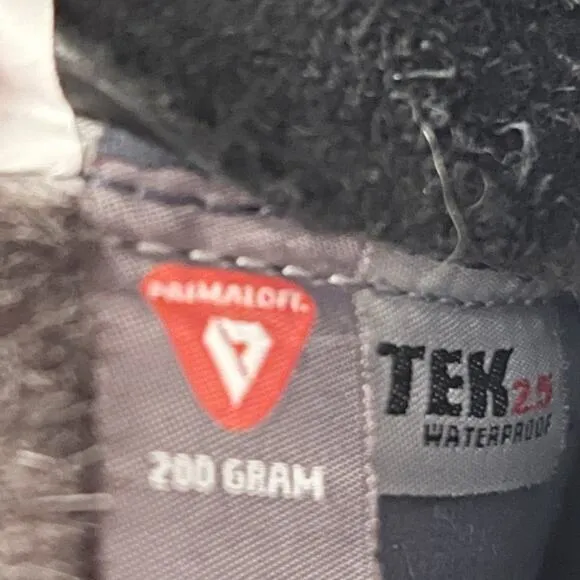 PRIMALOFT.
200 GRAM
TEK 2.5
WATERPROOF